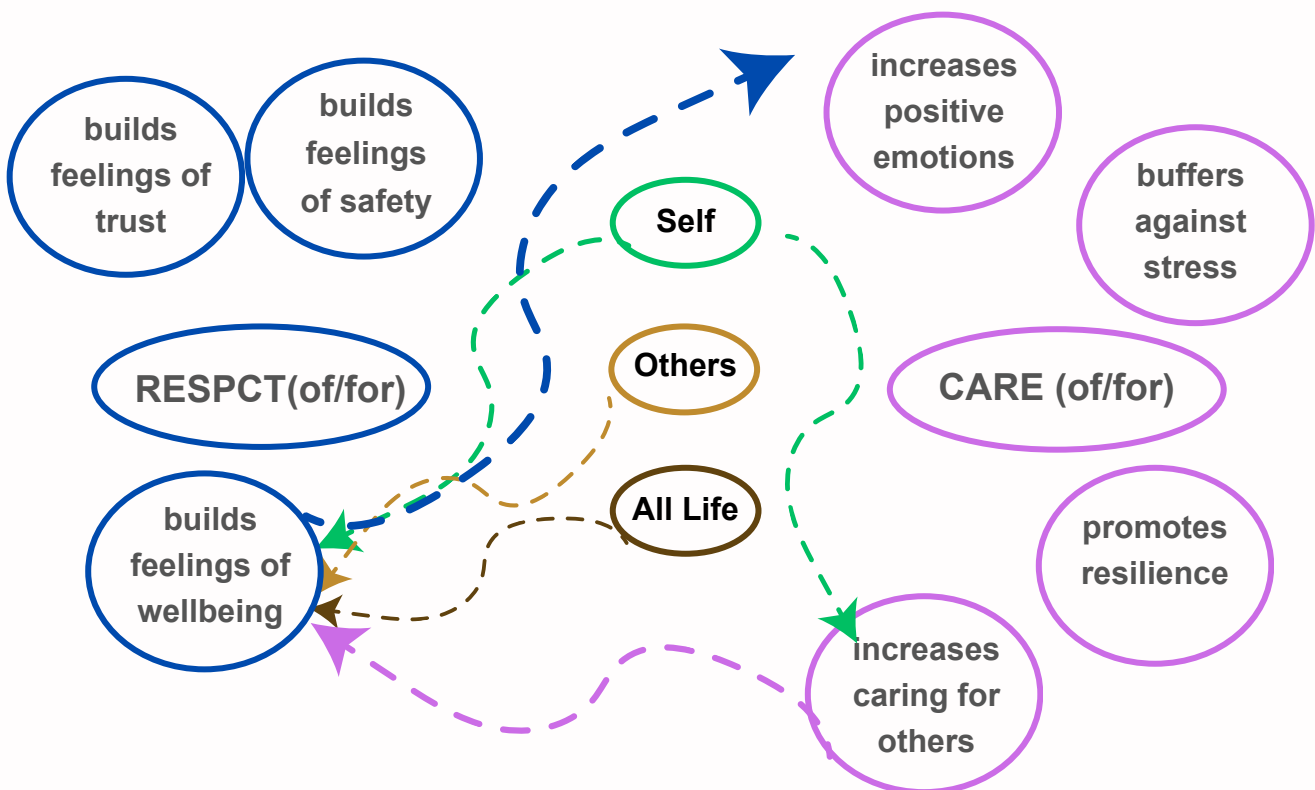 builds
feelings of
trust
builds
feelings
of safety
increases
positive
emotions
buffers
against
stress
Self
Others
All Life
RESPCT(of/for)
CARE (of/for)
builds
feelings of
wellbeing
promotes
resilience
increases
caring for
others